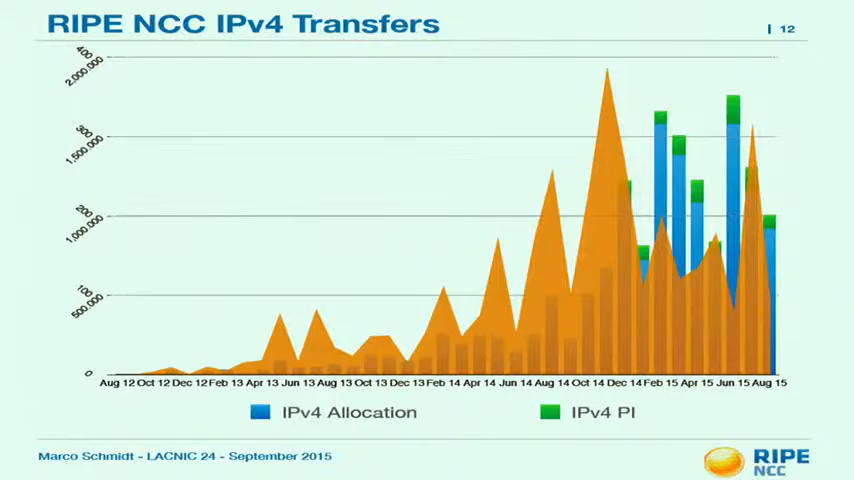 RIPE NCC IPv4 Transfers
12
400
2,000.000
300
1,500.000
200
1,000.000
100
500.000
0
Aug 12 Oct 12 Dec 12 Feb 13 Apr 13 Jun 13 Aug 13 Oct 13 Dec 13 Feb 14 Apr 14 Jun 14 Aug 14 Oct 14 Dec 14 Feb 15 Apr 15 Jun 15 Aug 15
IPv4 Allocation IPv4 PI
Marco Schmidt - LACNIC 24 - September 2015
RIPE
NCC